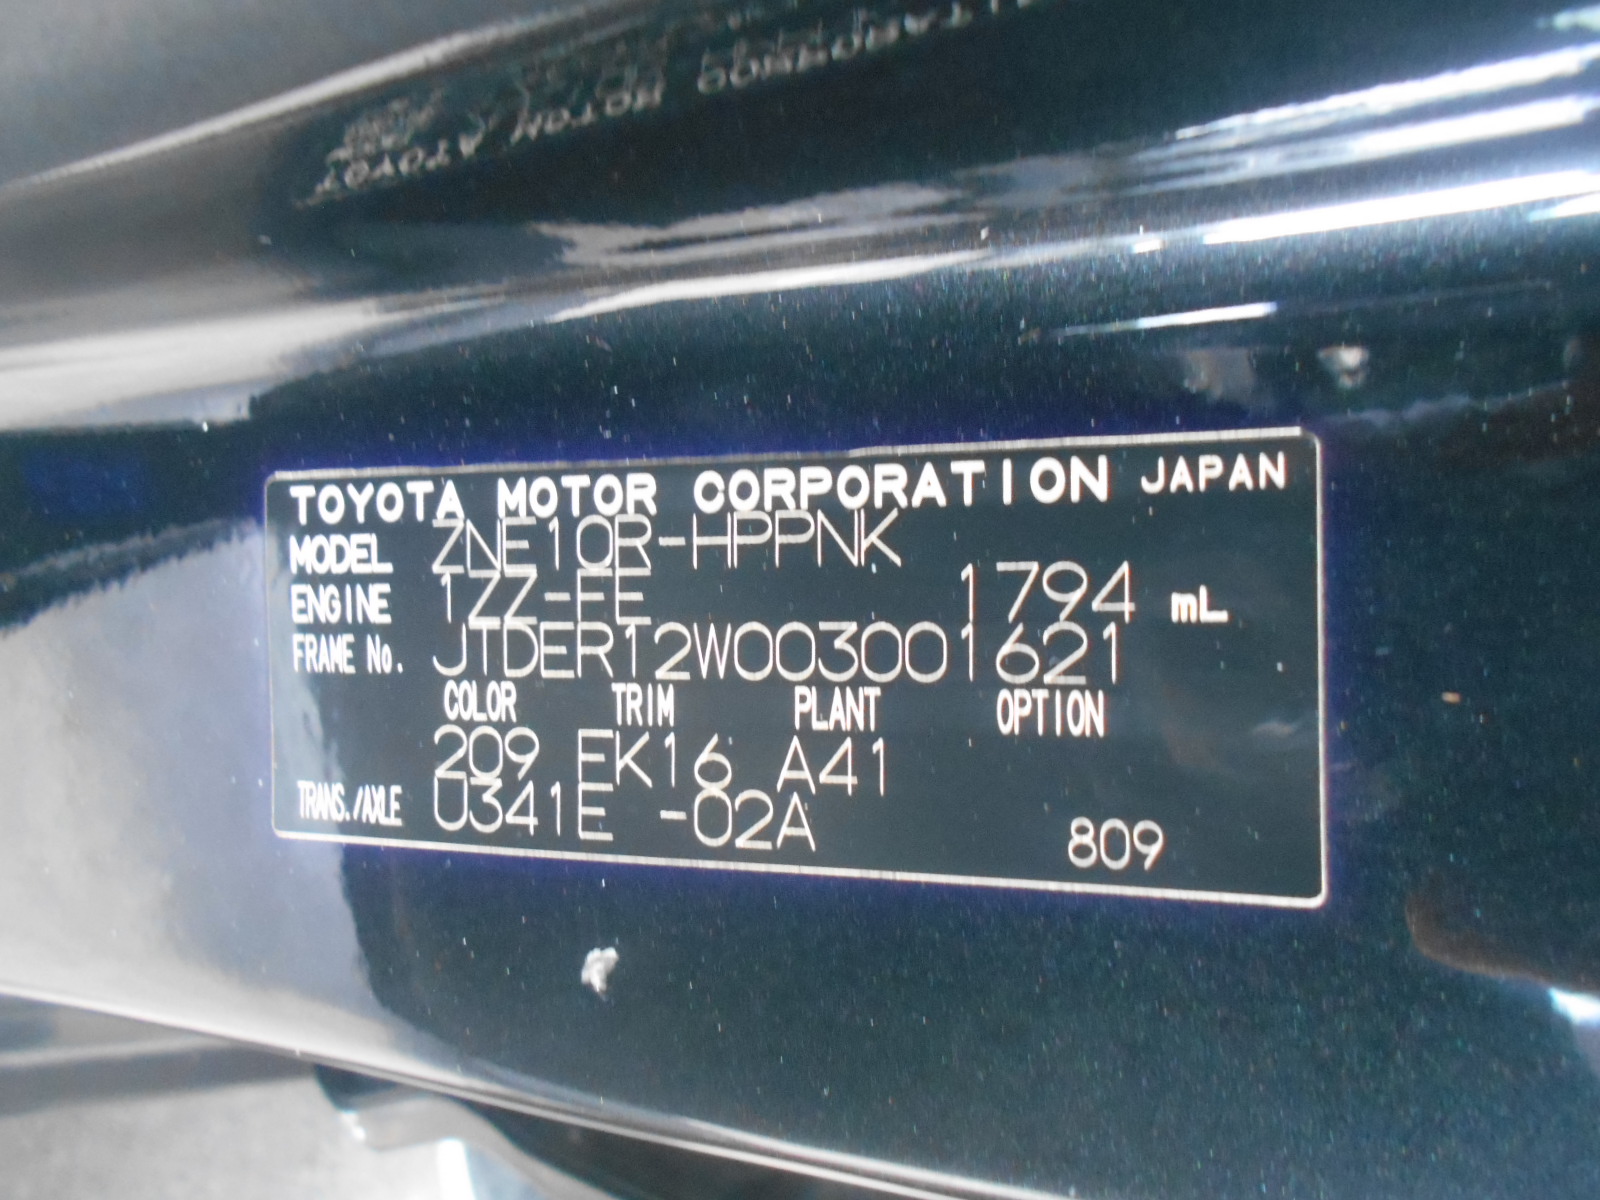 TOYOTA MOTOR CORPORATION JAPAN
MODEL ZNE10R-HPPNK
ENGINE 1ZZ-FE 1794 mL
FRAME No. JTDER12W003001621
COLOR TRIM PLANT OPTION
209 EK16 A41
TRANS./AXLE U341E -02A
809